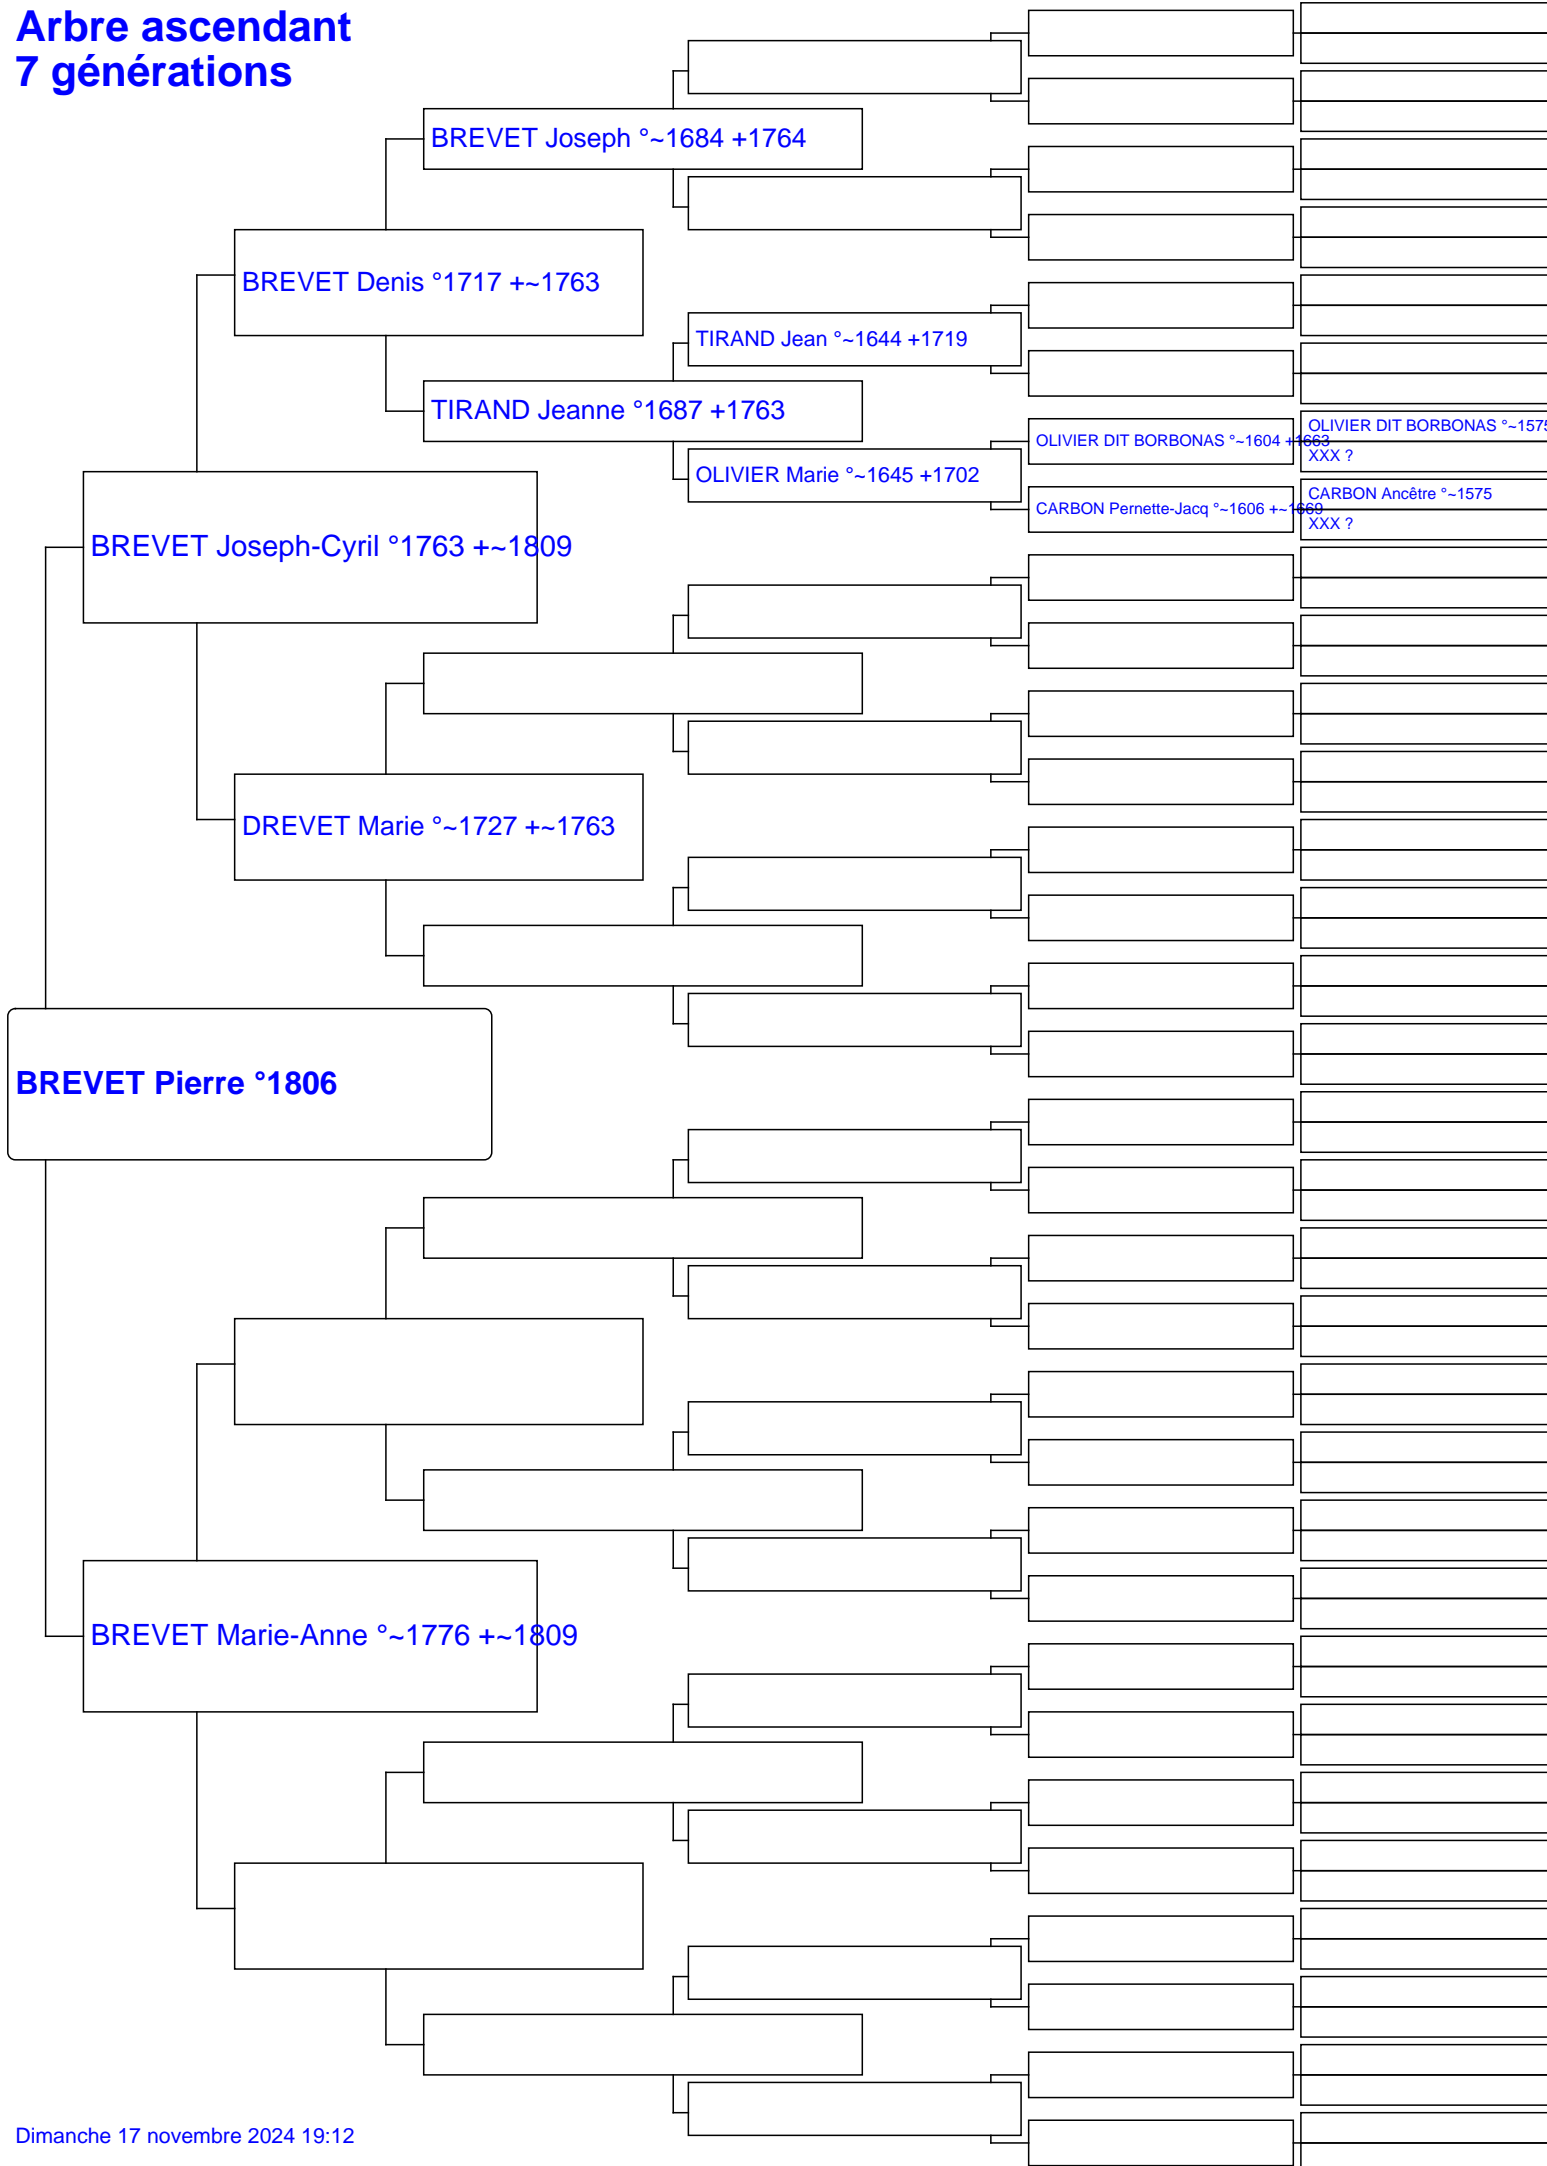 Arbre ascendant
7 générations
BREVET Joseph °~1684 +1764
BREVET Denis °1717 +~1763
TIRAND Jean °~1644 +1719
TIRAND Jeanne °1687 +1763
OLIVIER DIT BORBONAS °~1604 +1663
OLIVIER DIT BORBONAS °~1575
XXX ?
OLIVIER Marie °~1645 +1702
CARBON Pernette-Jacq °~1606 +~1669
CARBON Ancêtre °~1575
XXX ?
BREVET Joseph-Cyril °1763 +~1809
DREVET Marie °~1727 +~1763
BREVET Pierre °1806
BREVET Marie-Anne °~1776 +~1809
Dimanche 17 novembre 2024 19:12